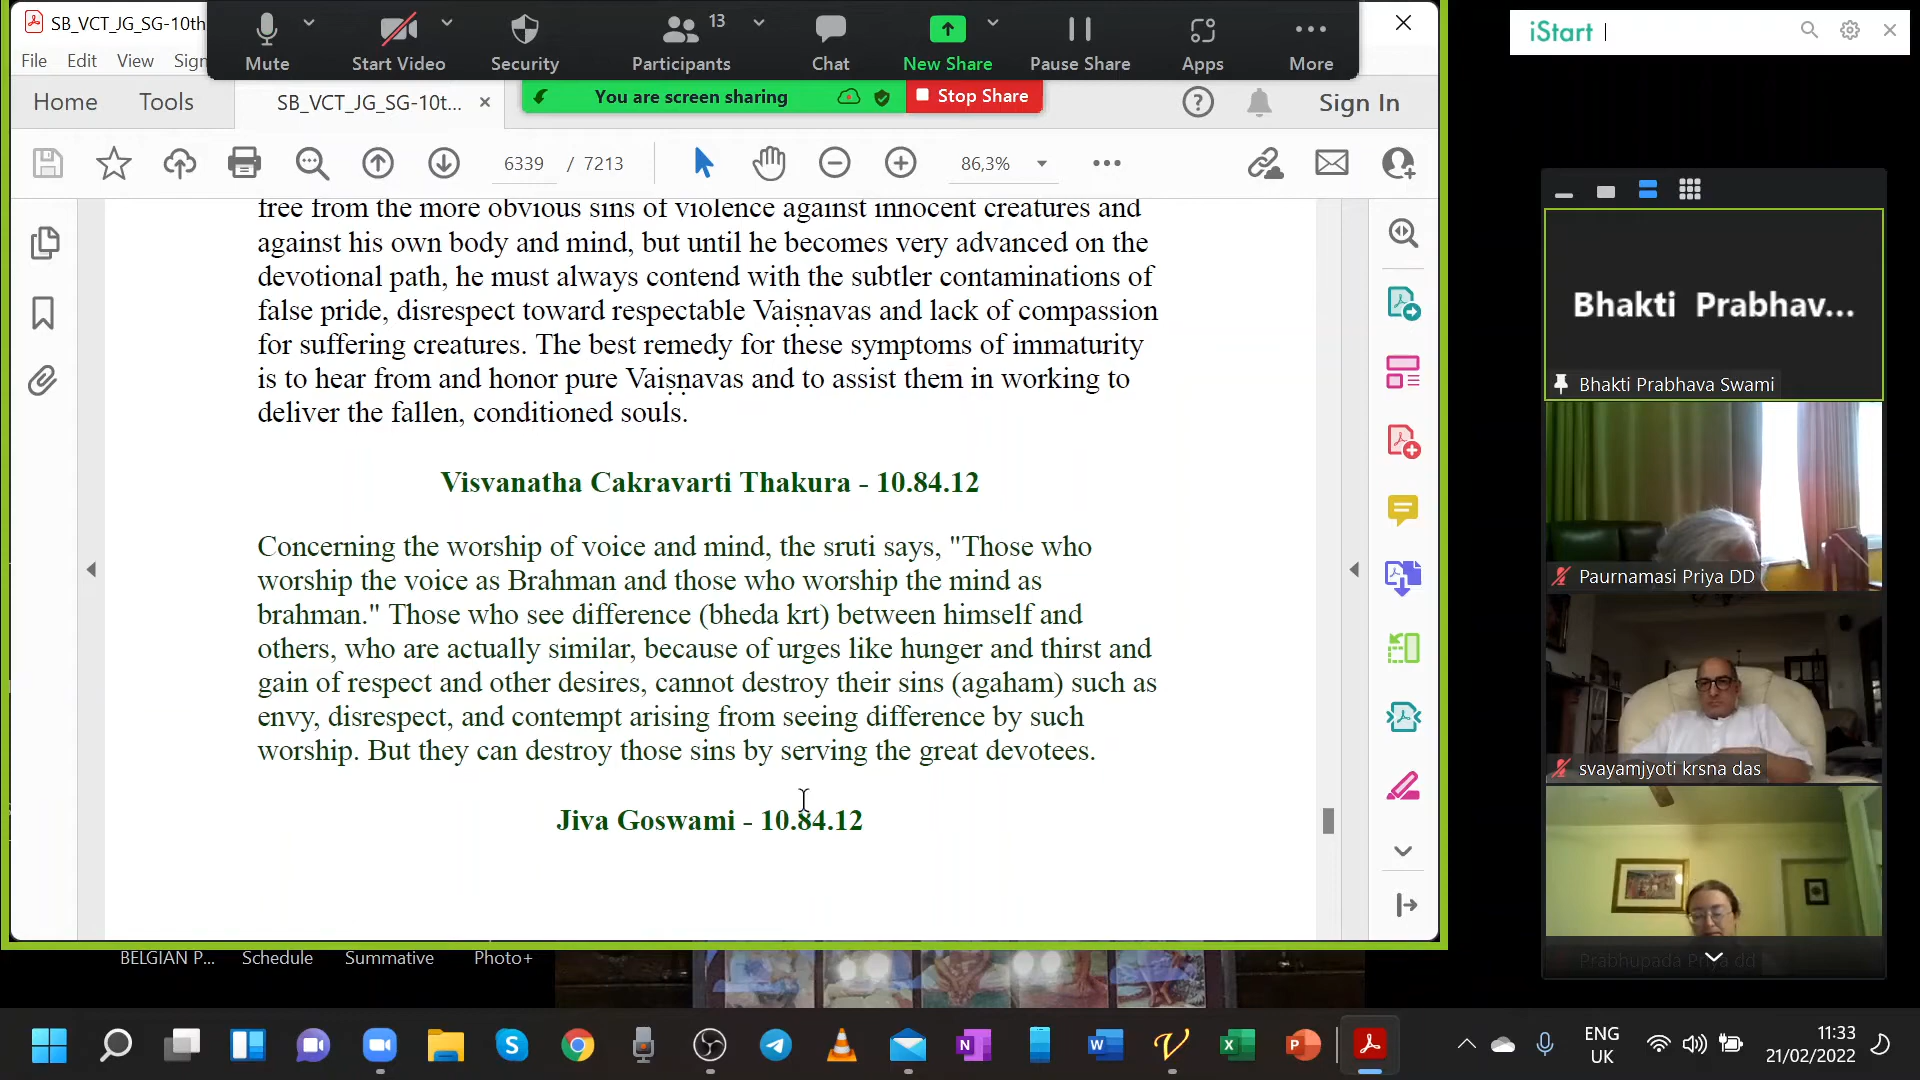 SB_VCT_JG_SG-10th
File Edit View Sign
Mute
Start Video
Security
13
Participants
Chat
New Share
Pause Share
Apps
More
You are screen sharing
Stop Share
Home
Tools
SB_VCT_JG_SG-10t...
Sign In
6339 / 7213
86,3%
free from the more obvious sins of violence against innocent creatures and
against his own body and mind, but until he becomes very advanced on the
devotional path, he must always contend with the subtler contaminations of
false pride, disrespect toward respectable Vaiṣṇavas and lack of compassion
for suffering creatures. The best remedy for these symptoms of immaturity
is to hear from and honor pure Vaiṣṇavas and to assist them in working to
deliver the fallen, conditioned souls.
Visvanatha Cakravarti Thakura - 10.84.12
Concerning the worship of voice and mind, the sruti says, "Those who
worship the voice as Brahman and those who worship the mind as
brahman." Those who see difference (bheda krt) between himself and
others, who are actually similar, because of urges like hunger and thirst and
gain of respect and other desires, cannot destroy their sins (agaham) such as
envy, disrespect, and contempt arising from seeing difference by such
worship. But they can destroy those sins by serving the great devotees.
Jiva Goswami - 10.84.12
iStart
Bhakti Prabhav...
Bhakti Prabhava Swami
Paurnamasi Priya DD
svayamjyoti krsna das
Prabhupada Priya dd
BELGIAN P...
Schedule
Summative
Photo+
ENG
UK
11:33
21/02/2022